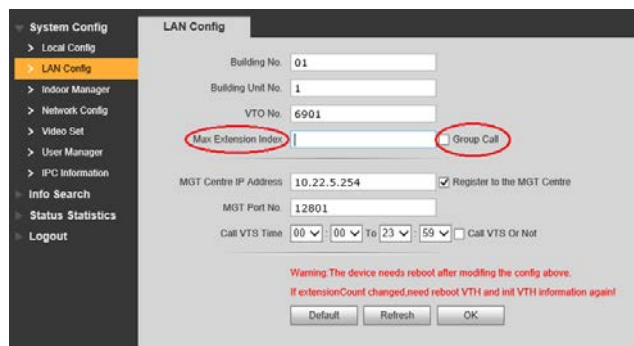 System Config
Local Config
LAN Config
Indoor Manager
Network Config
Video Set
User Manager
IPC Information
Info Search
Status Statistics
Logout
LAN Config
Building No. 01
Building Unit No. 1
VTO No. 6901
Max Extension Index Group Call
MGT Centre IP Address 10.22.5.254 Register to the MGT Centre
MGT Port No. 12801
Call VTS Time 00 : 00 To 23 : 59 Call VTS Or Not
Warning:The device needs reboot after modifing the config above.
If extensionCount changed,need reboot VTH and init VTH information again!
Default Refresh OK